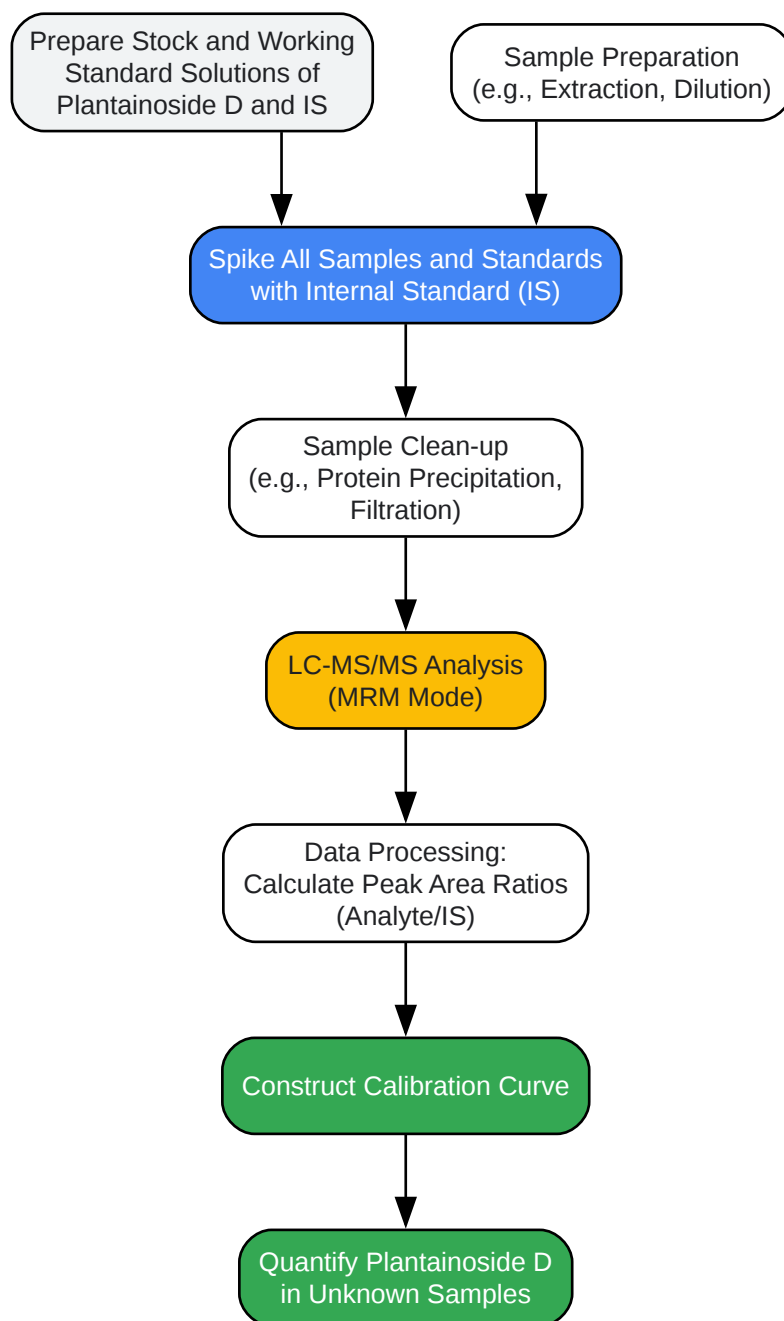 Prepare Stock and Working
Standard Solutions of
Plantainoside D and IS
Sample Preparation
(e.g., Extraction, Dilution)
Spike All Samples and Standards
with Internal Standard (IS)
Sample Clean-up
(e.g., Protein Precipitation,
Filtration)
LC-MS/MS Analysis
(MRM Mode)
Data Processing:
Calculate Peak Area Ratios
(Analyte/IS)
Construct Calibration Curve
Quantify Plantainoside D
in Unknown Samples